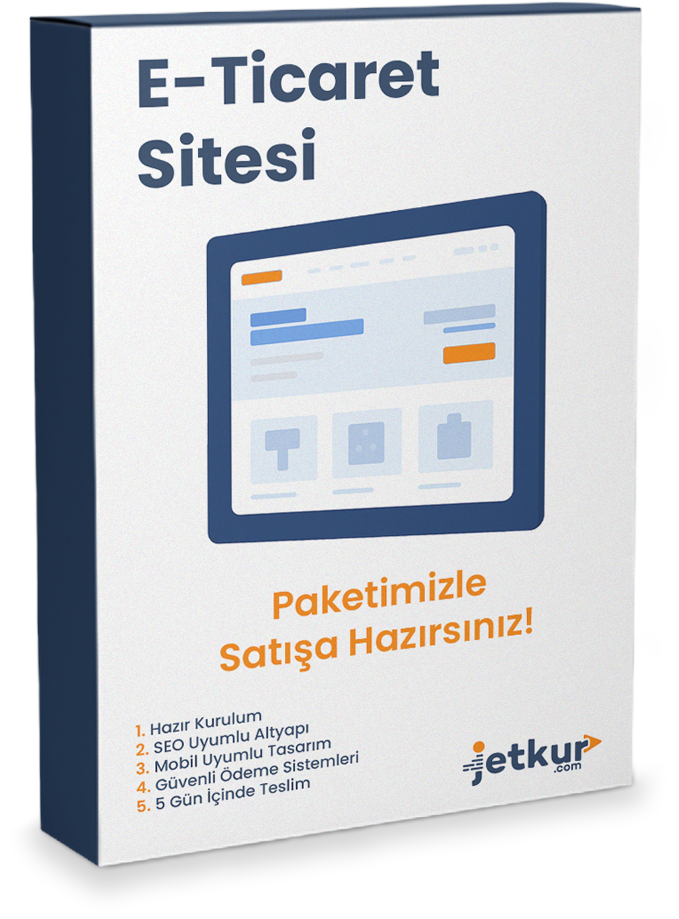 E-Ticaret
Sitesi
Paketimizle
Satışa Hazırsınız!
1. Hazır Kurulum
2. SEO Uyumlu Altyapı
3. Mobil Uyumlu Tasarım
4. Güvenli Ödeme Sistemleri
5. 5 Gün İçinde Teslim
jetkur
.com